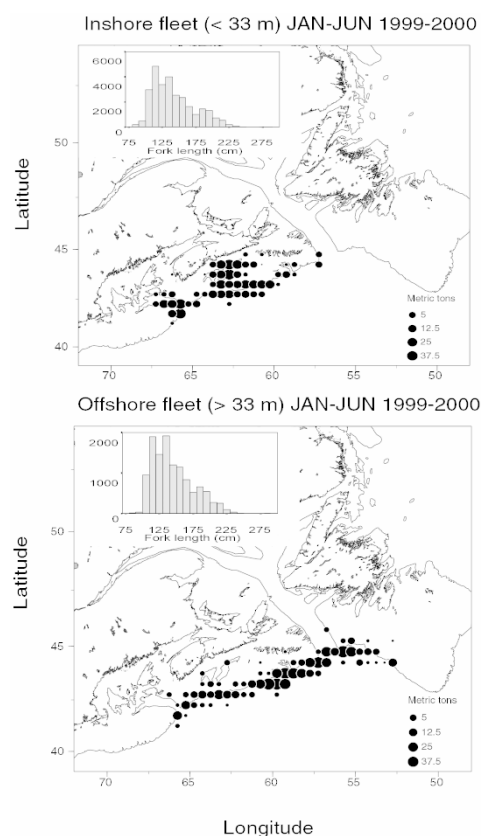 Inshore fleet (< 33 m) JAN-JUN 1999-2000
6000
4000
2000
0
75 125 175 225 275
Fork length (cm)
Latitude
50
45
40
Metric tons
5
12.5
25
37.5
70 65 60 55 50
Offshore fleet (> 33 m) JAN-JUN 1999-2000
2000
1000
0
75 125 175 225 275
Fork length (cm)
Latitude
50
45
40
Metric tons
5
12.5
25
37.5
70 65 60 55 50
Longitude